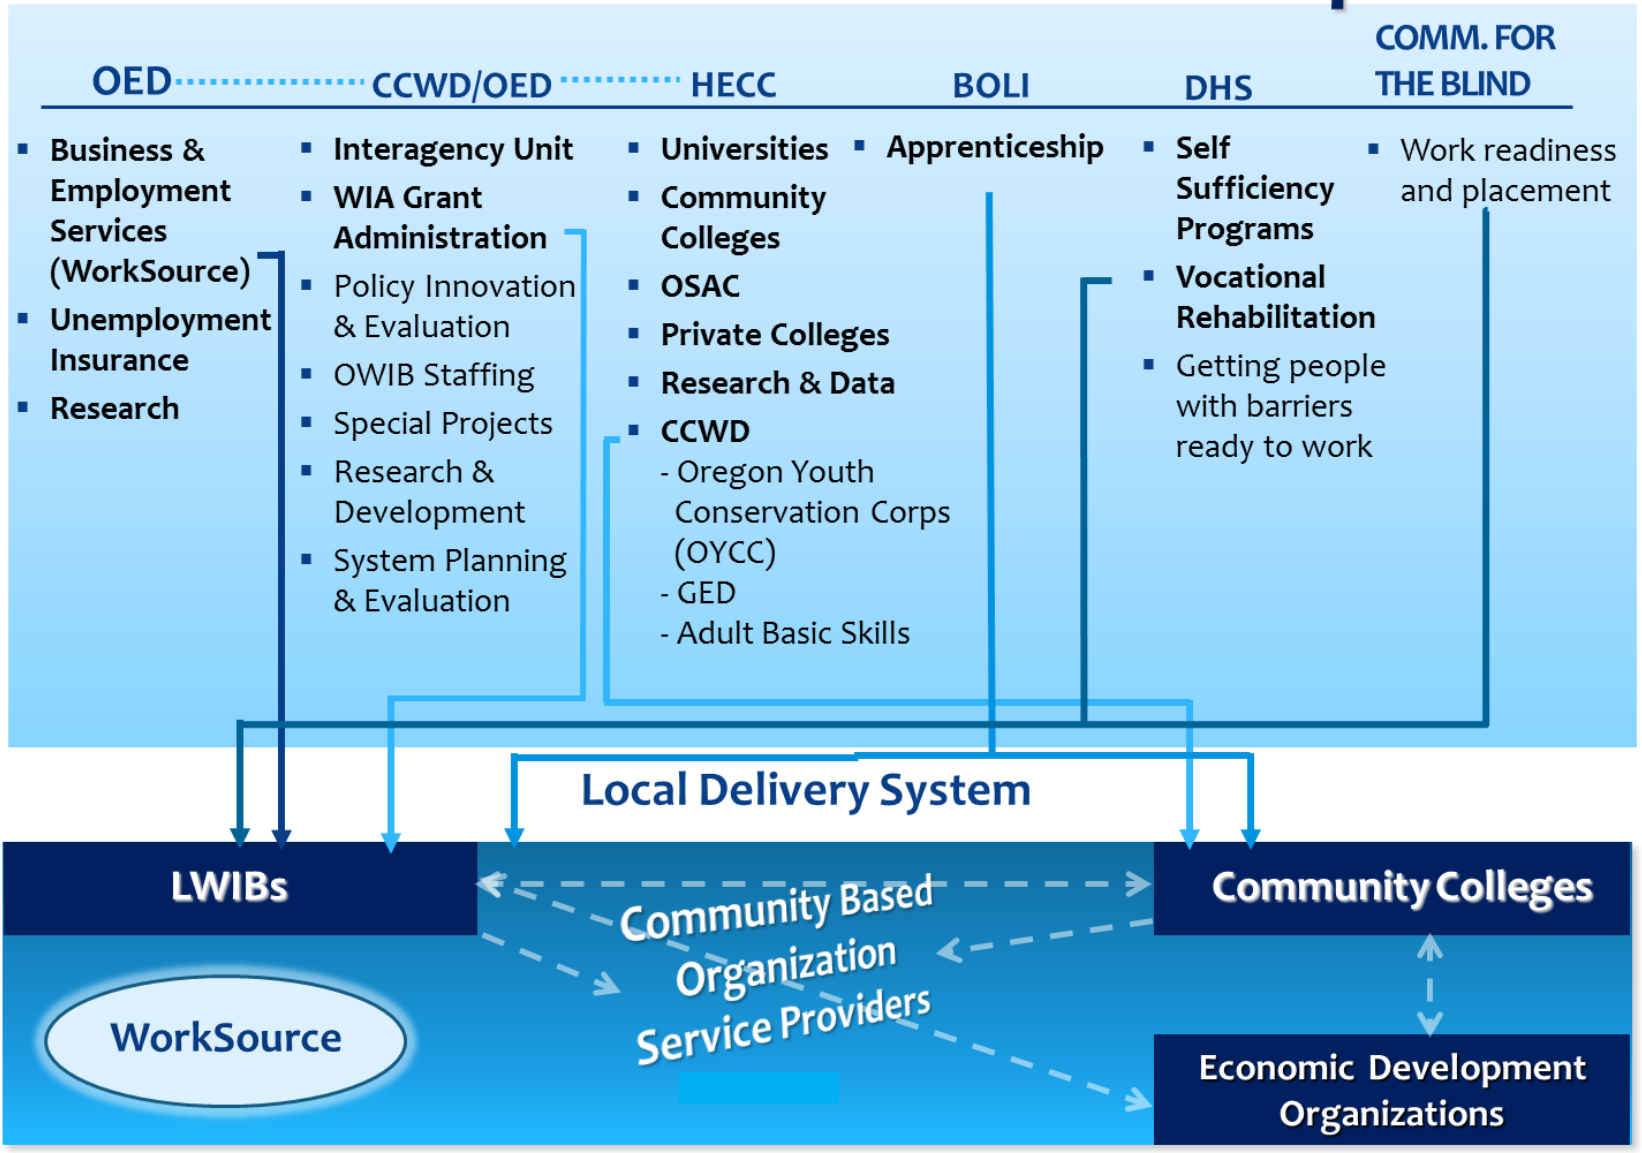 OED
CCWD/OED
HECC
BOLI
DHS
COMM. FOR
THE BLIND
Business &
Employment
Services
(WorkSource)
Unemployment
Insurance
Research
Interagency Unit
WIA Grant
Administration
Policy Innovation
& Evaluation
OWIB Staffing
Special Projects
Research &
Development
System Planning
& Evaluation
Universities
Community
Colleges
OSAC
Private Colleges
Research & Data
CCWD
- Oregon Youth
Conservation Corps
(OYCC)
- GED
- Adult Basic Skills
Apprenticeship
Self
Sufficiency
Programs
Vocational
Rehabilitation
Getting people
with barriers
ready to work
Work readiness
and placement
Local Delivery System
LWIBs
Community Based
Organization
Service Providers
Community Colleges
WorkSource
Economic Development
Organizations